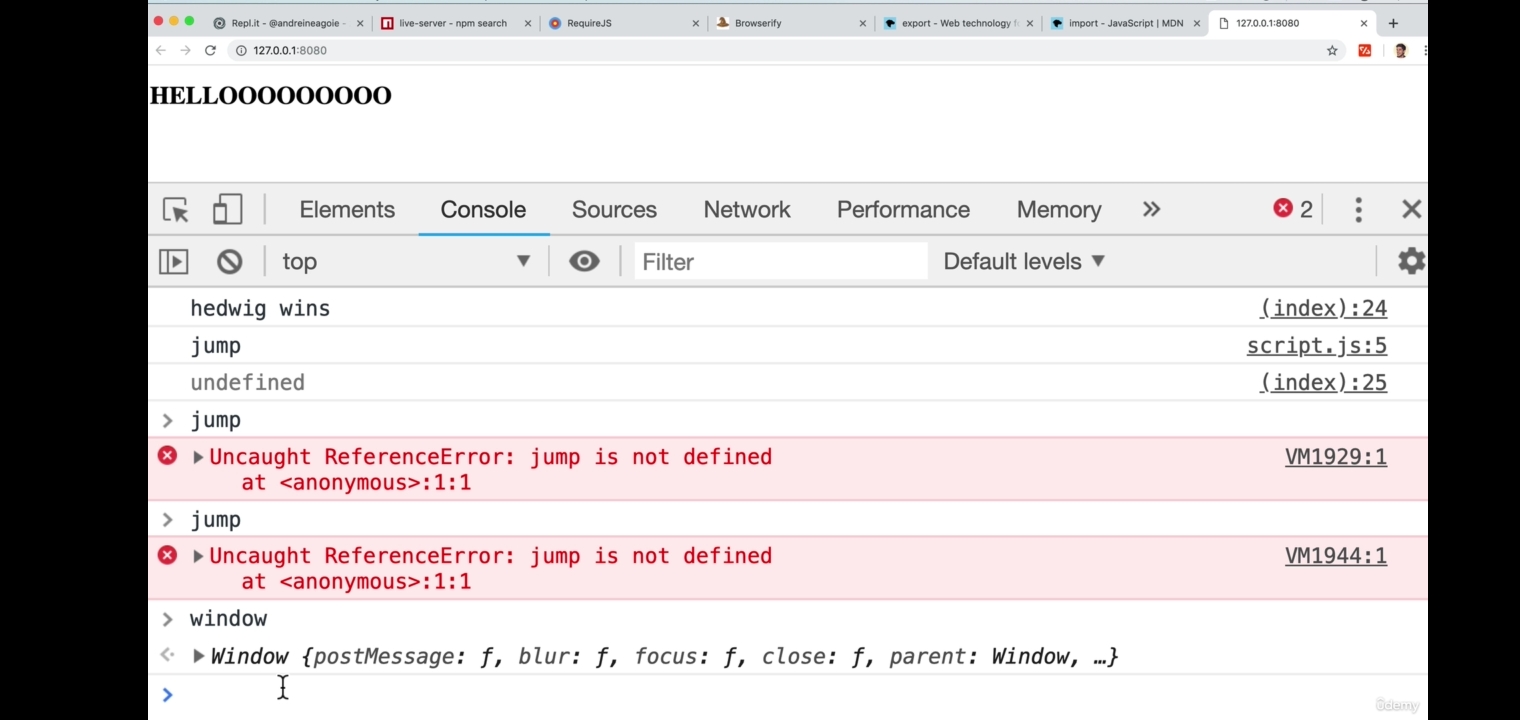 Repl.it - @andreineagoie -
live-server - npm search
RequireJS
Browserify
export - Web technology f
import - JavaScript | MDN
127.0.0.1:8080
127.0.0.1:8080
HELLOOOOOOOOO
Elements
Console
Sources
Network
Performance
Memory
2
top
Filter
Default levels
hedwig wins (index):24
jump script.js:5
undefined (index):25
> jump
Uncaught ReferenceError: jump is not defined VM1929:1
at <anonymous>:1:1
> jump
Uncaught ReferenceError: jump is not defined VM1944:1
at <anonymous>:1:1
> window
Window {postMessage: ƒ, blur: ƒ, focus: ƒ, close: ƒ, parent: Window, …}
>
ûdemy